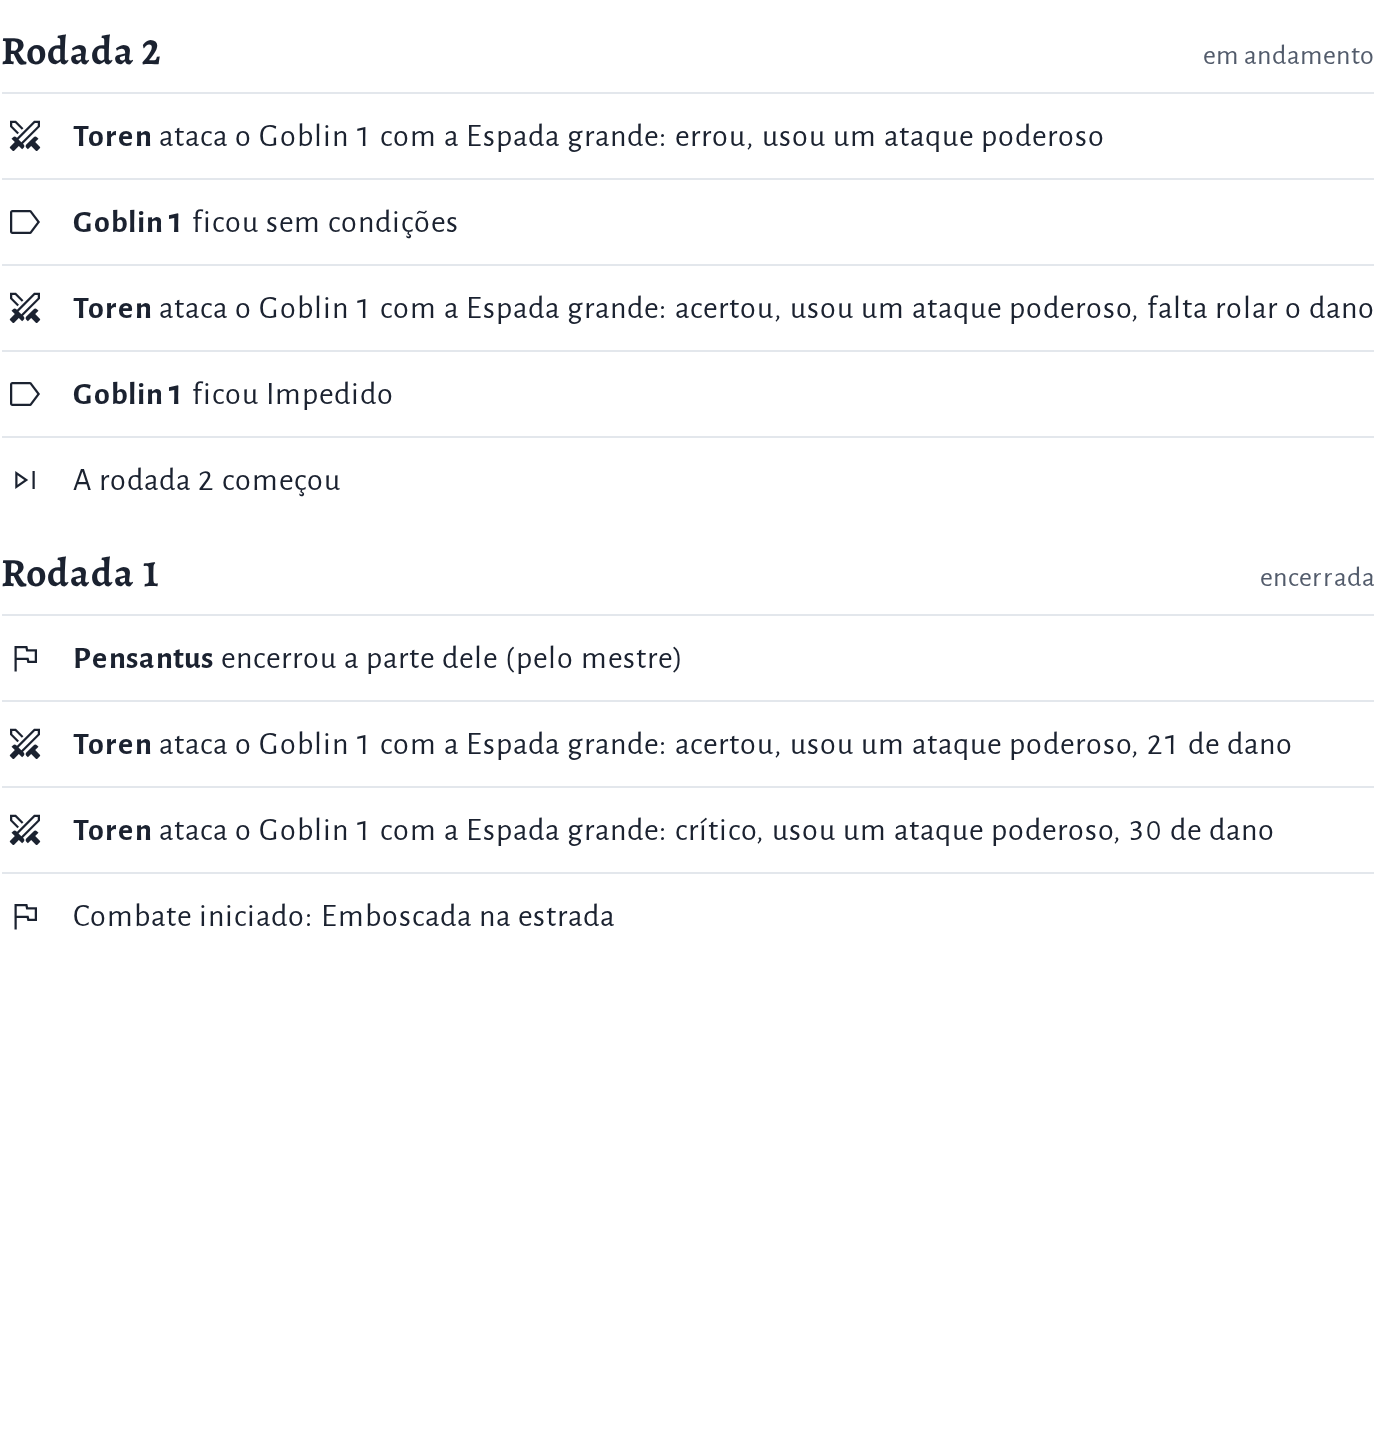 Rodada 2
em andamento
Toren ataca o Goblin 1 com a Espada grande: errou, usou um ataque poderoso
Goblin 1 ficou sem condições
Toren ataca o Goblin 1 com a Espada grande: acertou, usou um ataque poderoso, falta rolar o dano
Goblin 1 ficou Impedido
A rodada 2 começou
Rodada 1
encerrada
Pensantus encerrou a parte dele (pelo mestre)
Toren ataca o Goblin 1 com a Espada grande: acertou, usou um ataque poderoso, 21 de dano
Toren ataca o Goblin 1 com a Espada grande: crítico, usou um ataque poderoso, 30 de dano
Combate iniciado: Emboscada na estrada